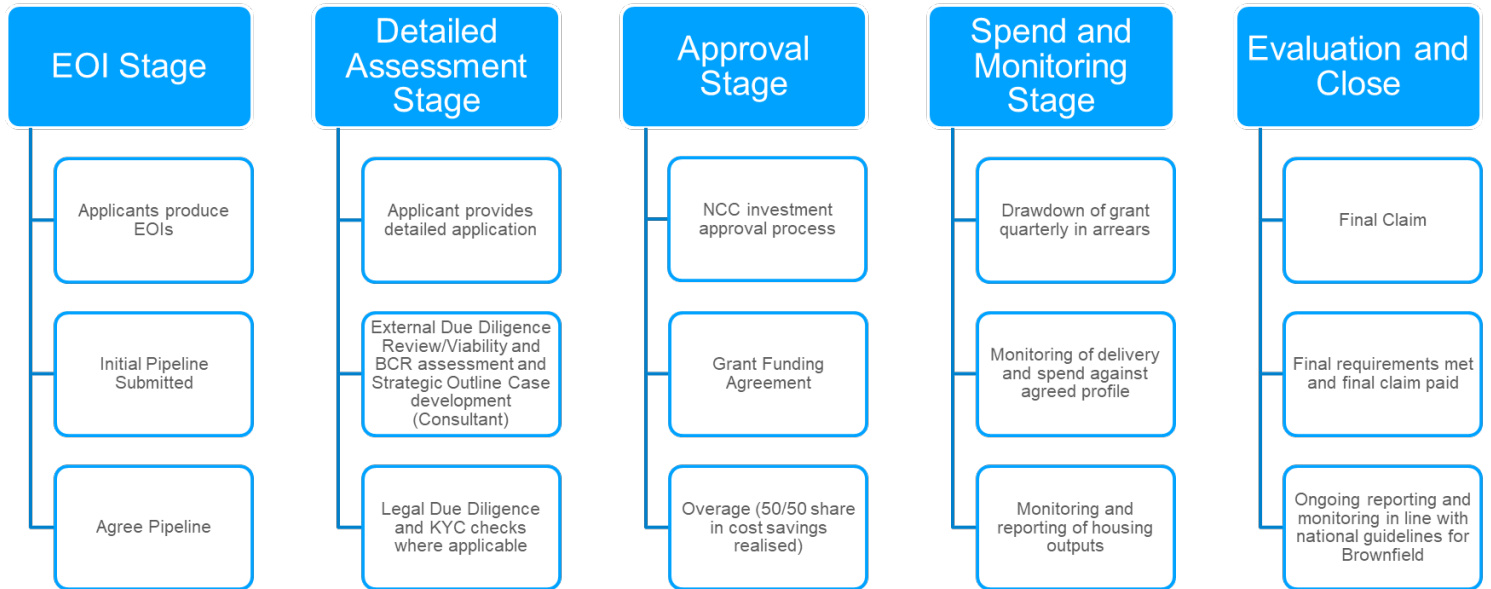 EOI Stage
Applicants produce
EOIs
Initial Pipeline
Submitted
Agree Pipeline
Detailed
Assessment
Stage
Applicant provides
detailed application
External Due Diligence
Review/Viability and
BCR assessment and
Strategic Outline Case
development
(Consultant)
Legal Due Diligence
and KYC checks
where applicable
Approval
Stage
NCC investment
approval process
Grant Funding
Agreement
Overage (50/50 share
in cost savings
realised)
Spend and
Monitoring
Stage
Drawdown of grant
quarterly in arrears
Monitoring of delivery
and spend against
agreed profile
Monitoring and
reporting of housing
outputs
Evaluation and
Close
Final Claim
Final requirements met
and final claim paid
Ongoing reporting and
monitoring in line with
national guidelines for
Brownfield